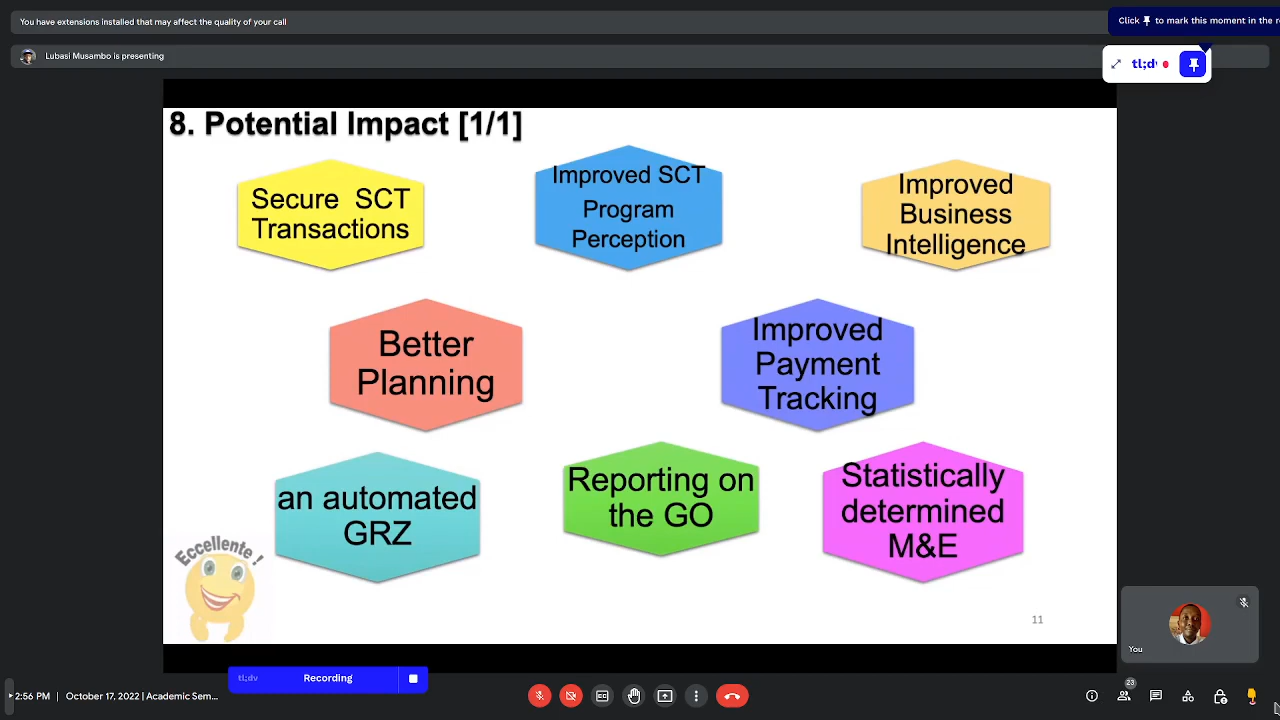 You have extensions installed that may affect the quality of your call
Click to mark this moment in the r
Lubasi Musambo is presenting
tl;dv
8. Potential Impact [1/1]
Secure SCT
Transactions
Improved SCT
Program
Perception
Improved
Business
Intelligence
Better
Planning
Improved
Payment
Tracking
an automated
GRZ
Reporting on
the GO
Statistically
determined
M&E
Eccellente !
11
You
tl;dv
Recording
2:56 PM | October 17, 2022 | Academic Sem...
23